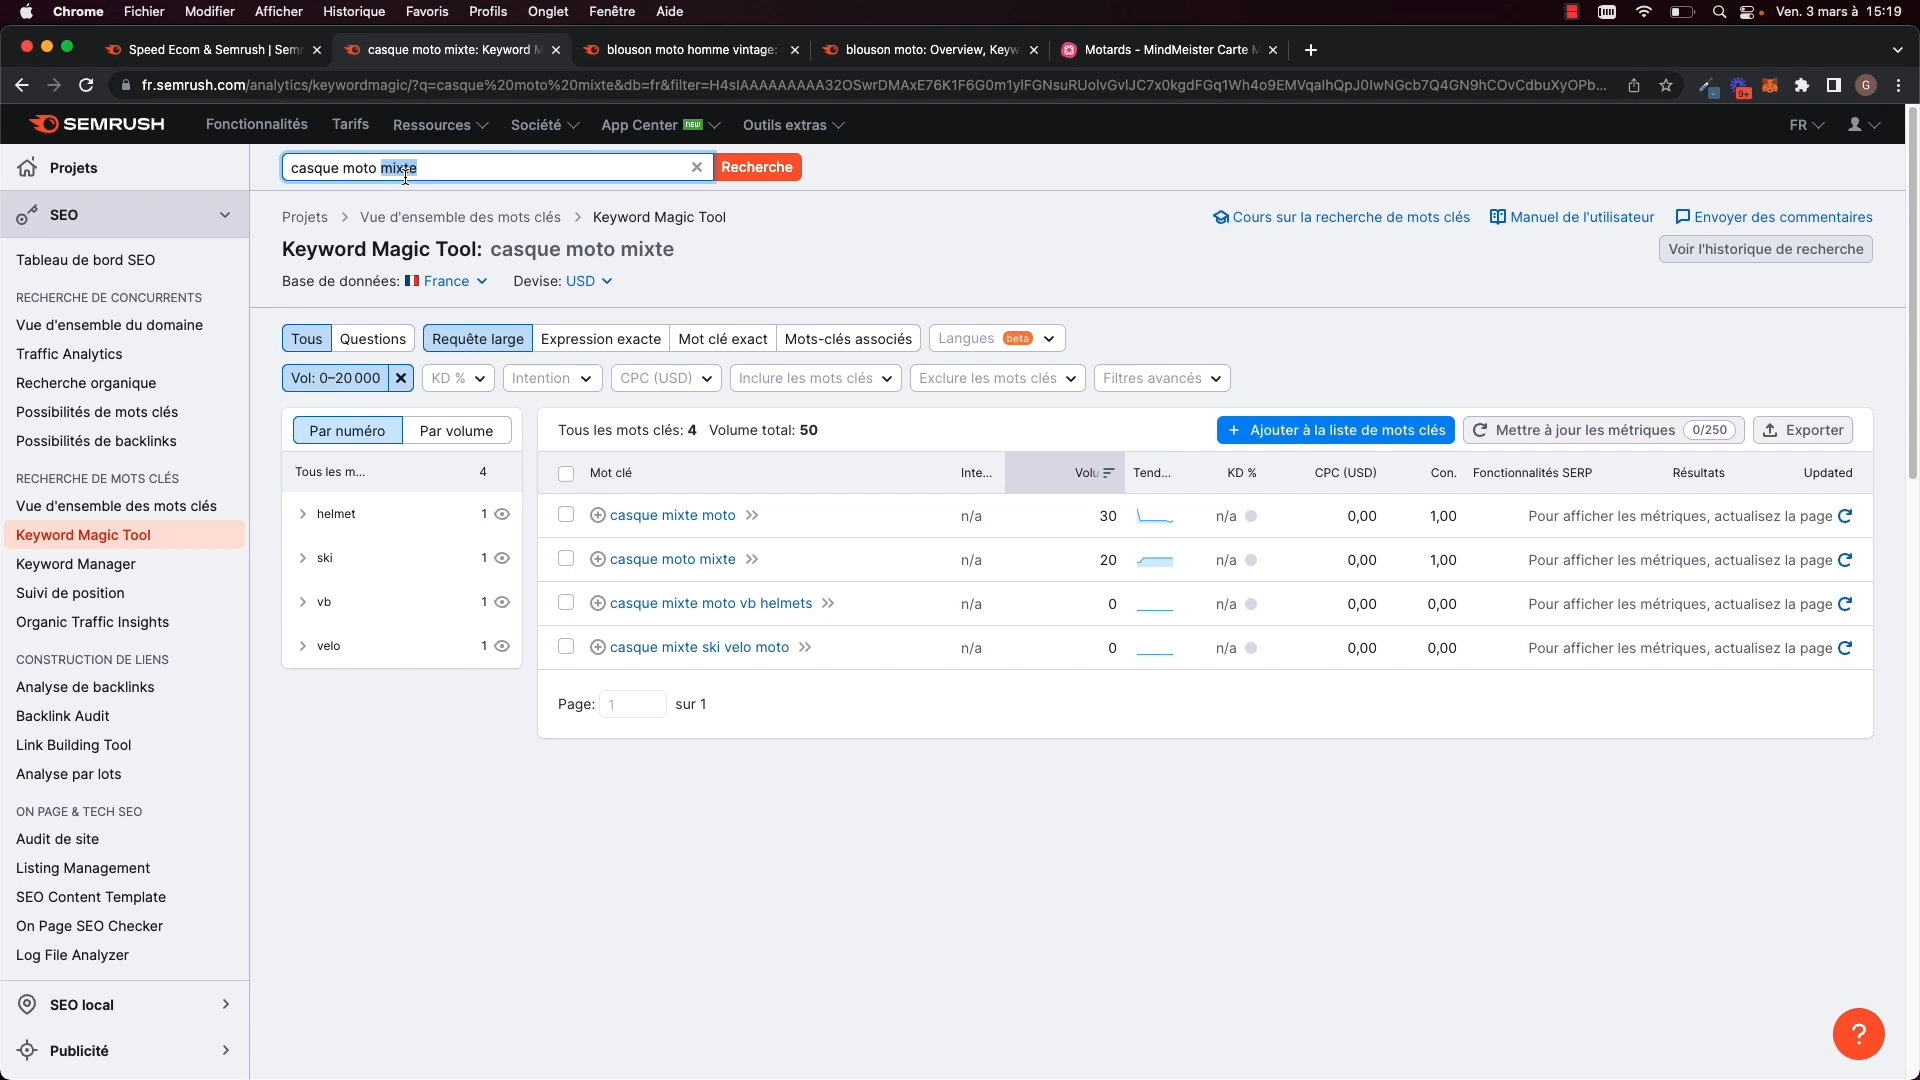 Chrome Fichier Modifier Afficher Historique Favoris Profils Onglet Fenêtre Aide Ven. 3 mars à 15:19
Speed Ecom & Semrush | Sem casque moto mixte: Keyword M blouson moto homme vintage: blouson moto: Overview, Keyw Motards - MindMeister Carte M
fr.semrush.com/analytics/keywordmagic/?q=casque%20moto%20mixte&db=fr&filter=
SEMRUSH Fonctionnalités Tarifs Ressources Société App Center NEW Outils extras FR
Projets
casque moto mixte Recherche
SEO
Projets > Vue d'ensemble des mots clés > Keyword Magic Tool
Cours sur la recherche de mots clés Manuel de l'utilisateur Envoyer des commentaires
Keyword Magic Tool: casque moto mixte
Voir l'historique de recherche
Base de données: France Devise: USD
Tableau de bord SEO
RECHERCHE DE CONCURRENTS
Vue d'ensemble du domaine
Traffic Analytics
Recherche organique
Possibilités de mots clés
Possibilités de backlinks
RECHERCHE DE MOTS CLÉS
Vue d'ensemble des mots clés
Keyword Magic Tool
Keyword Manager
Suivi de position
Organic Traffic Insights
CONSTRUCTION DE LIENS
Analyse de backlinks
Backlink Audit
Link Building Tool
Analyse par lots
ON PAGE & TECH SEO
Audit de site
Listing Management
SEO Content Template
On Page SEO Checker
Log File Analyzer
SEO local
Publicité
Tous Questions Requête large Expression exacte Mot clé exact Mots-clés associés Langues beta
Vol: 0–20 000 KD % Intention CPC (USD) Inclure les mots clés Exclure les mots clés Filtres avancés
Par numéro Par volume
Tous les m... 4
helmet 1
ski 1
vb 1
velo 1
Tous les mots clés: 4 Volume total: 50
+ Ajouter à la liste de mots clés Mettre à jour les métriques 0/250 Exporter
Mot clé Inte... Volu Tend... KD % CPC (USD) Con. Fonctionnalités SERP Résultats Updated
casque mixte moto n/a 30 n/a 0,00 1,00 Pour afficher les métriques, actualisez la page
casque moto mixte n/a 20 n/a 0,00 1,00 Pour afficher les métriques, actualisez la page
casque mixte moto vb helmets n/a 0 n/a 0,00 0,00 Pour afficher les métriques, actualisez la page
casque mixte ski velo moto n/a 0 n/a 0,00 0,00 Pour afficher les métriques, actualisez la page
Page: 1 sur 1
?